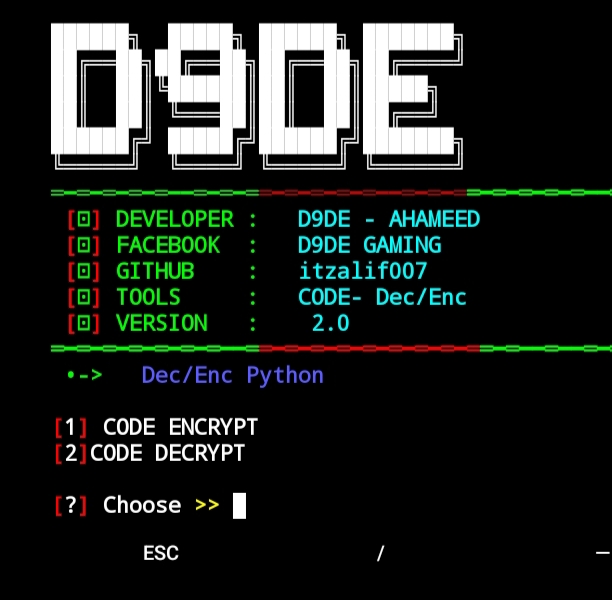 D9DE
[⊡] DEVELOPER : D9DE - AHAMEED
[⊡] FACEBOOK : D9DE GAMING
[⊡] GITHUB : itzalif007
[⊡] TOOLS : CODE- Dec/Enc
[⊡] VERSION : 2.0
•-> Dec/Enc Python
[1] CODE ENCRYPT
[2]CODE DECRYPT
[?] Choose >>
ESC / —